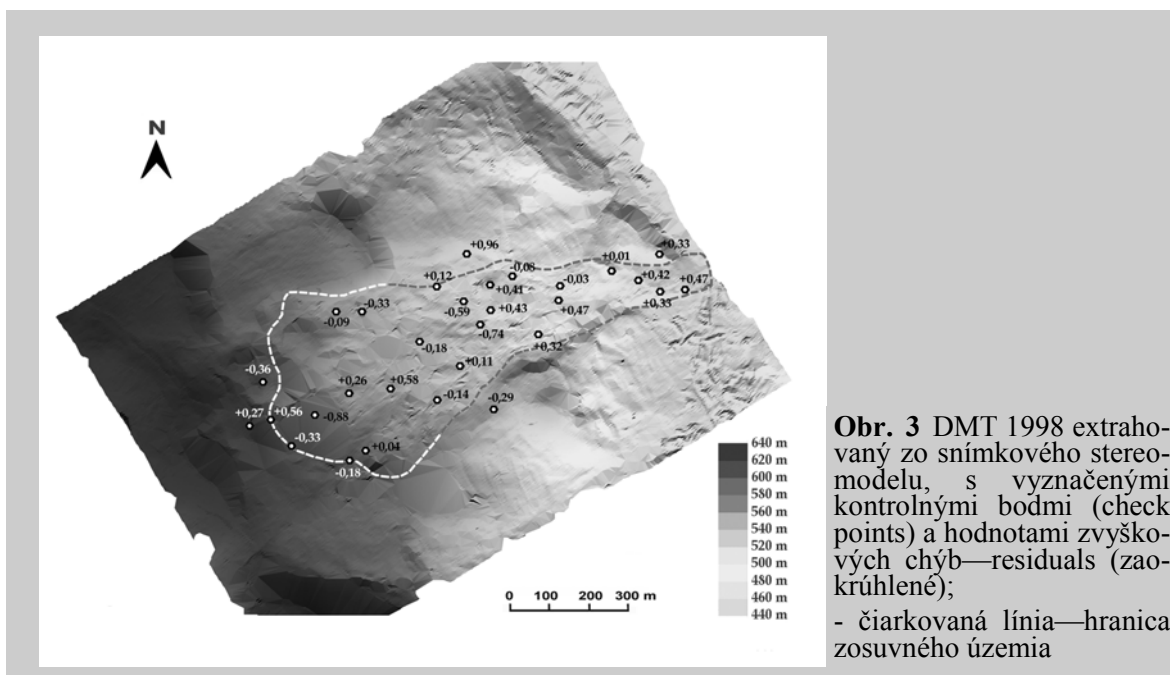 N
+0,96
+0,33
-0,08
+0,01
+0,12
+0,41
-0,03
+0,42
+0,47
-0,33
-0,59
+0,43
+0,47
+0,33
-0,09
-0,74
+0,32
-0,18
+0,11
-0,36
+0,26
+0,58
-0,14
-0,29
+0,27
+0,56
-0,88
-0,33
+0,04
-0,18
640 m
620 m
600 m
580 m
560 m
540 m
520 m
500 m
480 m
460 m
440 m
0 100 200 300 m
Obr. 3 DMT 1998 extraho-
vaný zo snímkového stereo-
modelu, s vyznačenými
kontrolnými bodmi (check
points) a hodnotami zvyško-
vých chýb—residuals (zao-
krúhlené);
- čiarkovaná línia—hranica
zosuvného územia